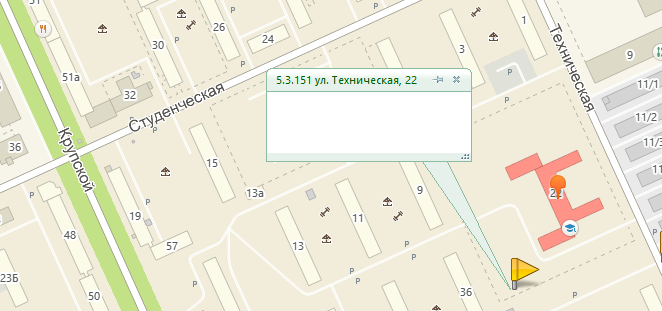 51
30
26
24
3
1
Техническая
9
51а
32
5.3.151 ул. Техническая, 22
11/1
Студенческая
11/2
36
Крупской
15
11/3
13а
9
22
19
11
48
57
13
23Б
50
36
P
P
P
P
P
P
P
P
P